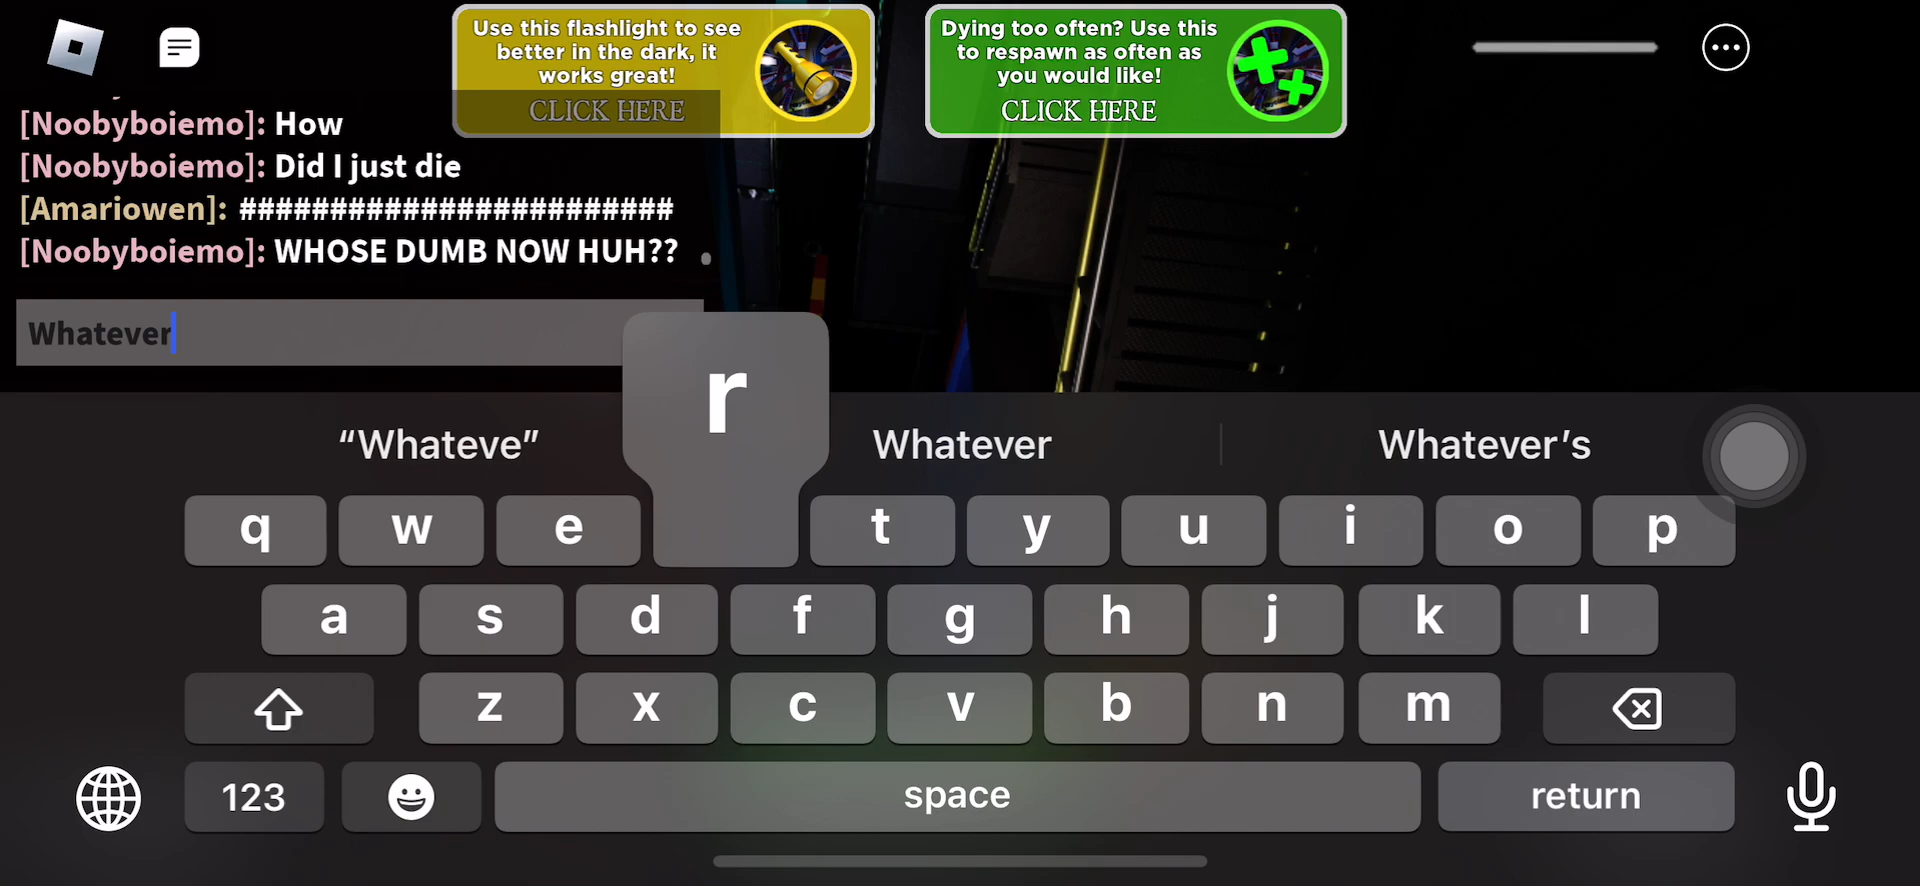 Use this flashlight to see
better in the dark, it
works great!
CLICK HERE
Dying too often? Use this
to respawn as often as
you would like!
CLICK HERE
[Noobyboiemo]: How
[Noobyboiemo]: Did I just die
[Amariowen]: ########################
[Noobyboiemo]: WHOSE DUMB NOW HUH??
Whatever
r
“Whateve” Whatever Whatever’s
q w e t y u i o p
a s d f g h j k l
z x c v b n m
123 space return